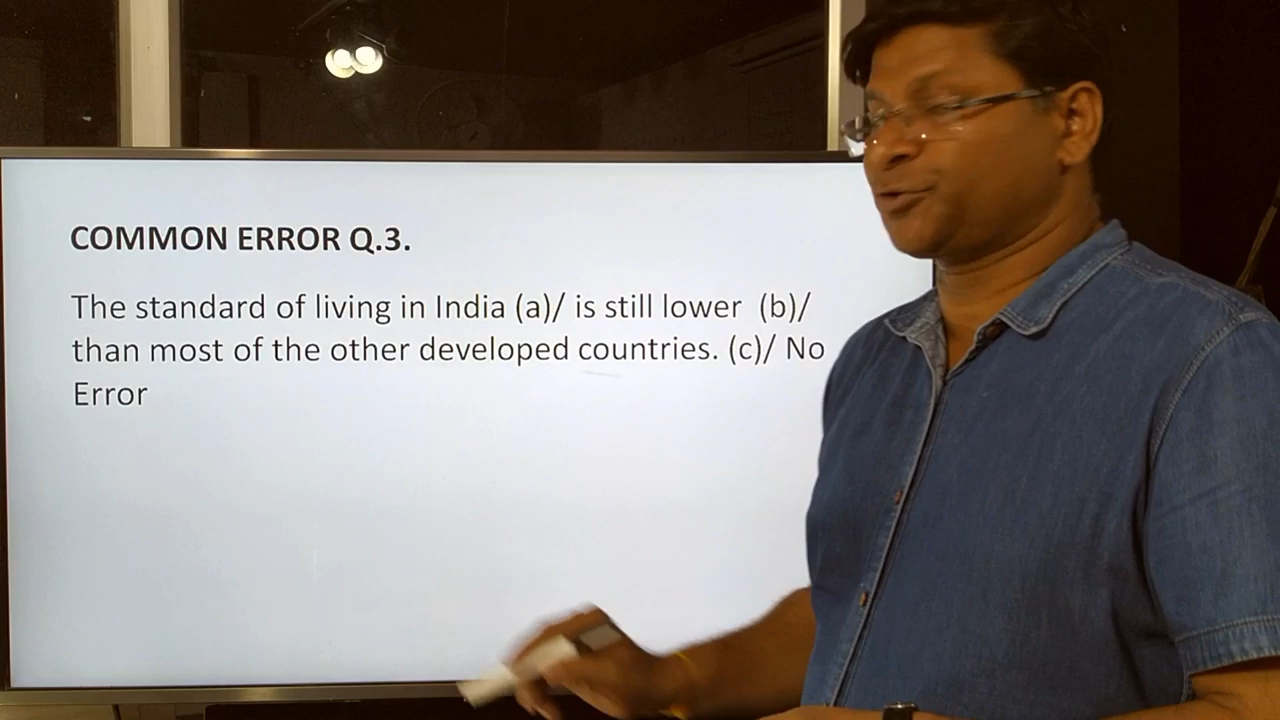 COMMON ERROR Q.3.
The standard of living in India (a)/ is still lower (b)/
than most of the other developed countries. (c)/ No
Error